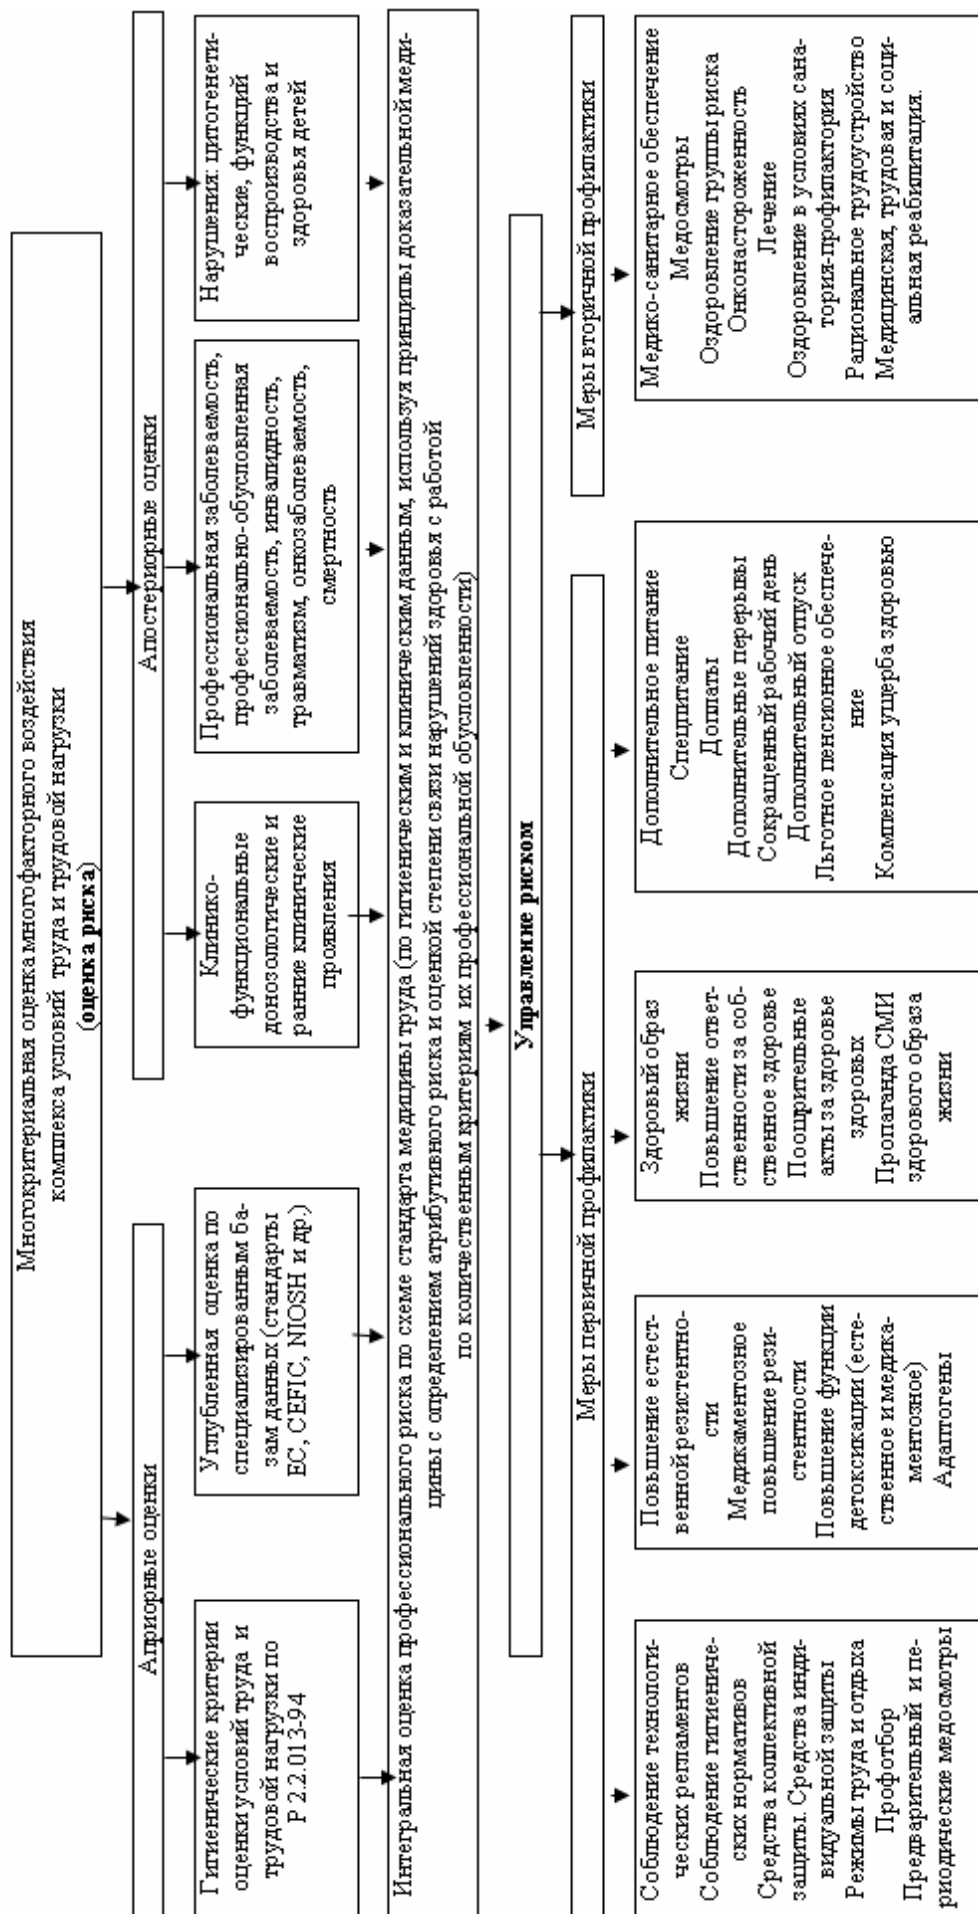 Многокритериальная оценка многофакторного воздействия
комплекса условий труда и трудовой нагрузки
(оценка риска)
Априорные оценки
Апостериорные оценки
Гигиенические критерии
оценки условий труда и
трудовой нагрузки по
Р 2.2.013-94
Углубленная оценка по
специализированным ба-
зам данных (стандарты
ЕС, CEFIC, NIOSH и др.)
Клинико-
функциональные
донозологические и
ранние клинические
проявления
Профессиональная заболеваемость,
профессионально-обусловленная
заболеваемость, инвалидность,
травматизм, онкозаболеваемость,
смертность
Нарушения: цитогенети-
ческие, функций
воспроизводства и
здоровья детей
Интегральная оценка профессионального риска по схеме стандарта медицины труда (по гигиеническим и клиническим данным, используя принципы доказательной меди-
цины с определением атрибутивного риска и оценкой степени связи нарушений здоровья с работой
по количественным критериям их профессиональной обусловленности)
Управление риском
Меры первичной профилактики
Меры вторичной профилактики
Соблюдение технологи-
ческих регламентов
Соблюдение гигиениче-
ских нормативов
Средства коллективной
защиты. Средства инди-
видуальной защиты
Режимы труда и отдыха
Профотбор
Предварительный и пе-
риодические медосмотры
Повышение естест-
венной резистентно-
сти
Медикаментозное
повышение рези-
стентности
Повышение функции
детоксикации (есте-
ственное и медика-
ментозное)
Адаптогены
Здоровый образ
жизни
Повышение ответ-
ственности за соб-
ственное здоровье
Поощрительные
акты за здоровье
здоровых
Пропаганда СМИ
здорового образа
жизни
Дополнительное питание
Спецпитание
Доплаты
Дополнительные перерывы
Сокращенный рабочий день
Дополнительный отпуск
Льготное пенсионное обеспече-
ние
Компенсация ущерба здоровью
Медико-санитарное обеспечение
Медосмотры
Оздоровление группы риска
Онконастороженность
Лечение
Оздоровление в условиях сана-
тория-профилактория
Рациональное трудоустройство
Медицинская, трудовая и соци-
альная реабилитация.